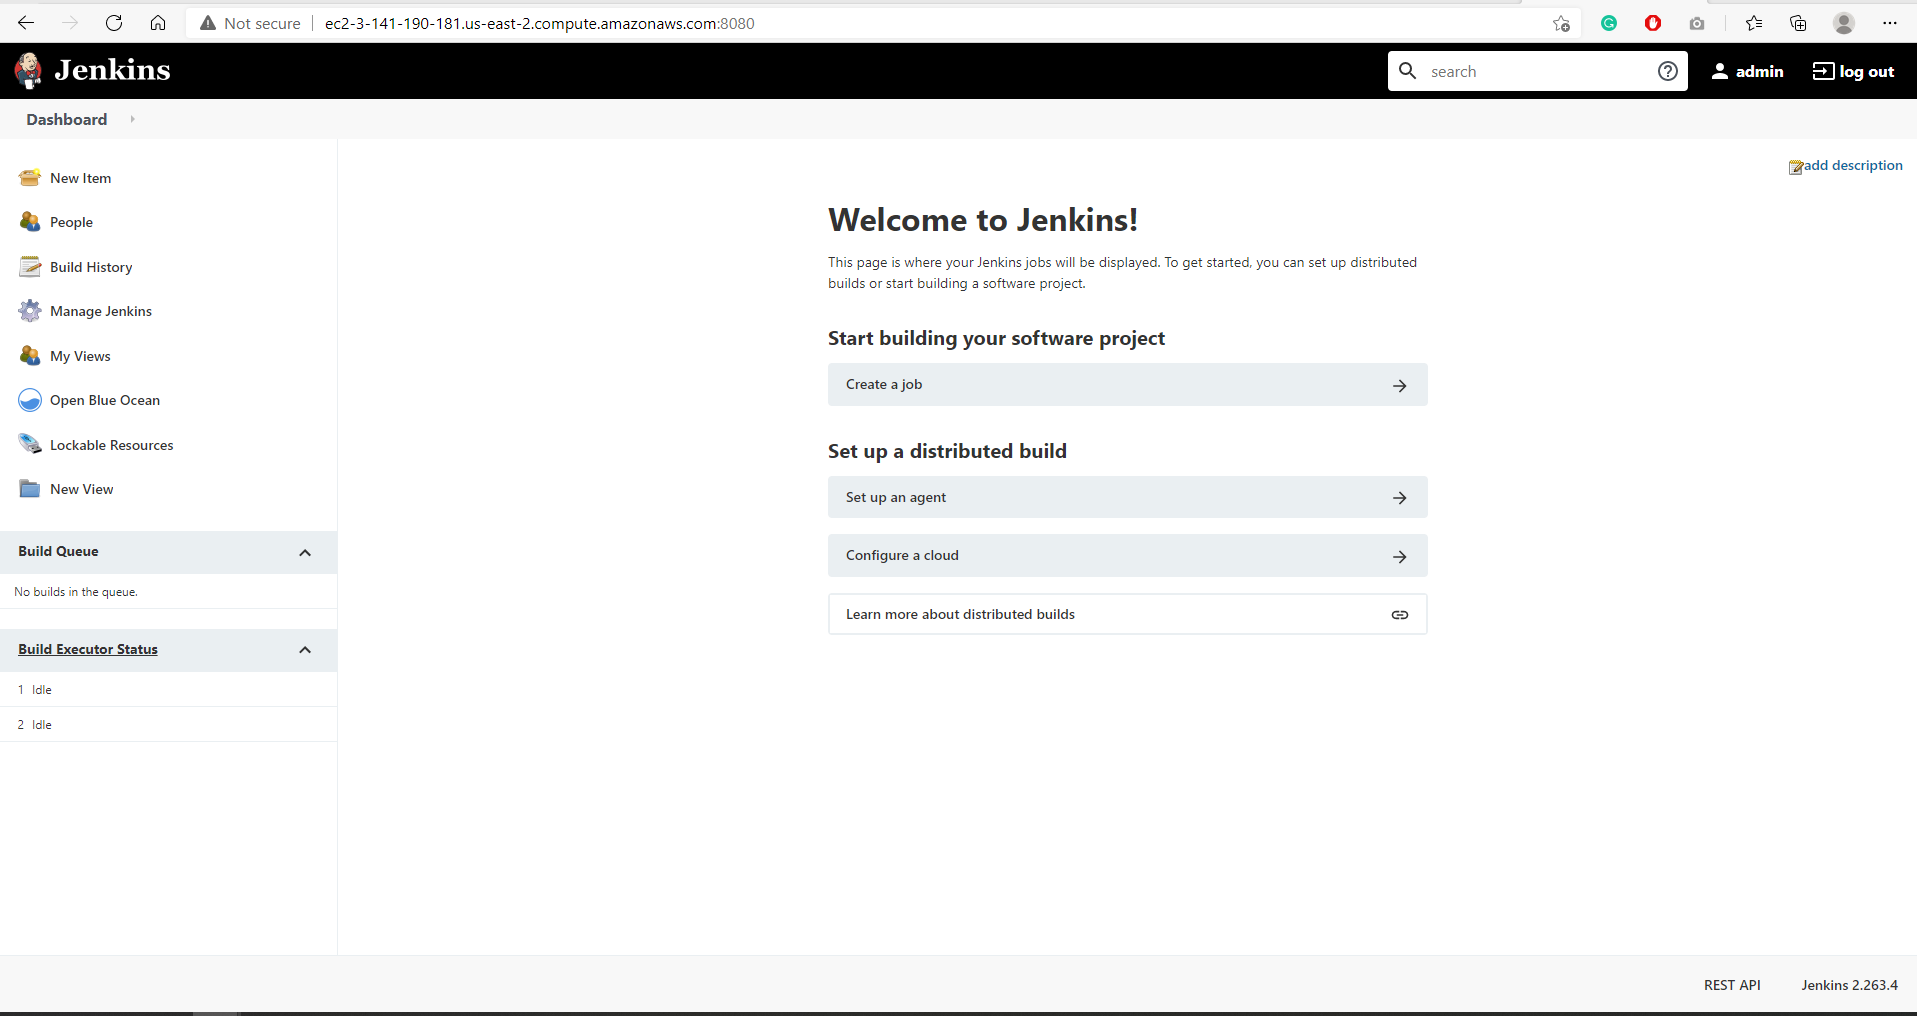 Not secure
ec2-3-141-190-181.us-east-2.compute.amazonaws.com:8080
Jenkins
search
admin
log out
Dashboard
New Item
People
Build History
Manage Jenkins
My Views
Open Blue Ocean
Lockable Resources
New View
Build Queue
No builds in the queue.
Build Executor Status
1 Idle
2 Idle
add description
Welcome to Jenkins!
This page is where your Jenkins jobs will be displayed. To get started, you can set up distributed
builds or start building a software project.
Start building your software project
Create a job
Set up a distributed build
Set up an agent
Configure a cloud
Learn more about distributed builds
REST API
Jenkins 2.263.4